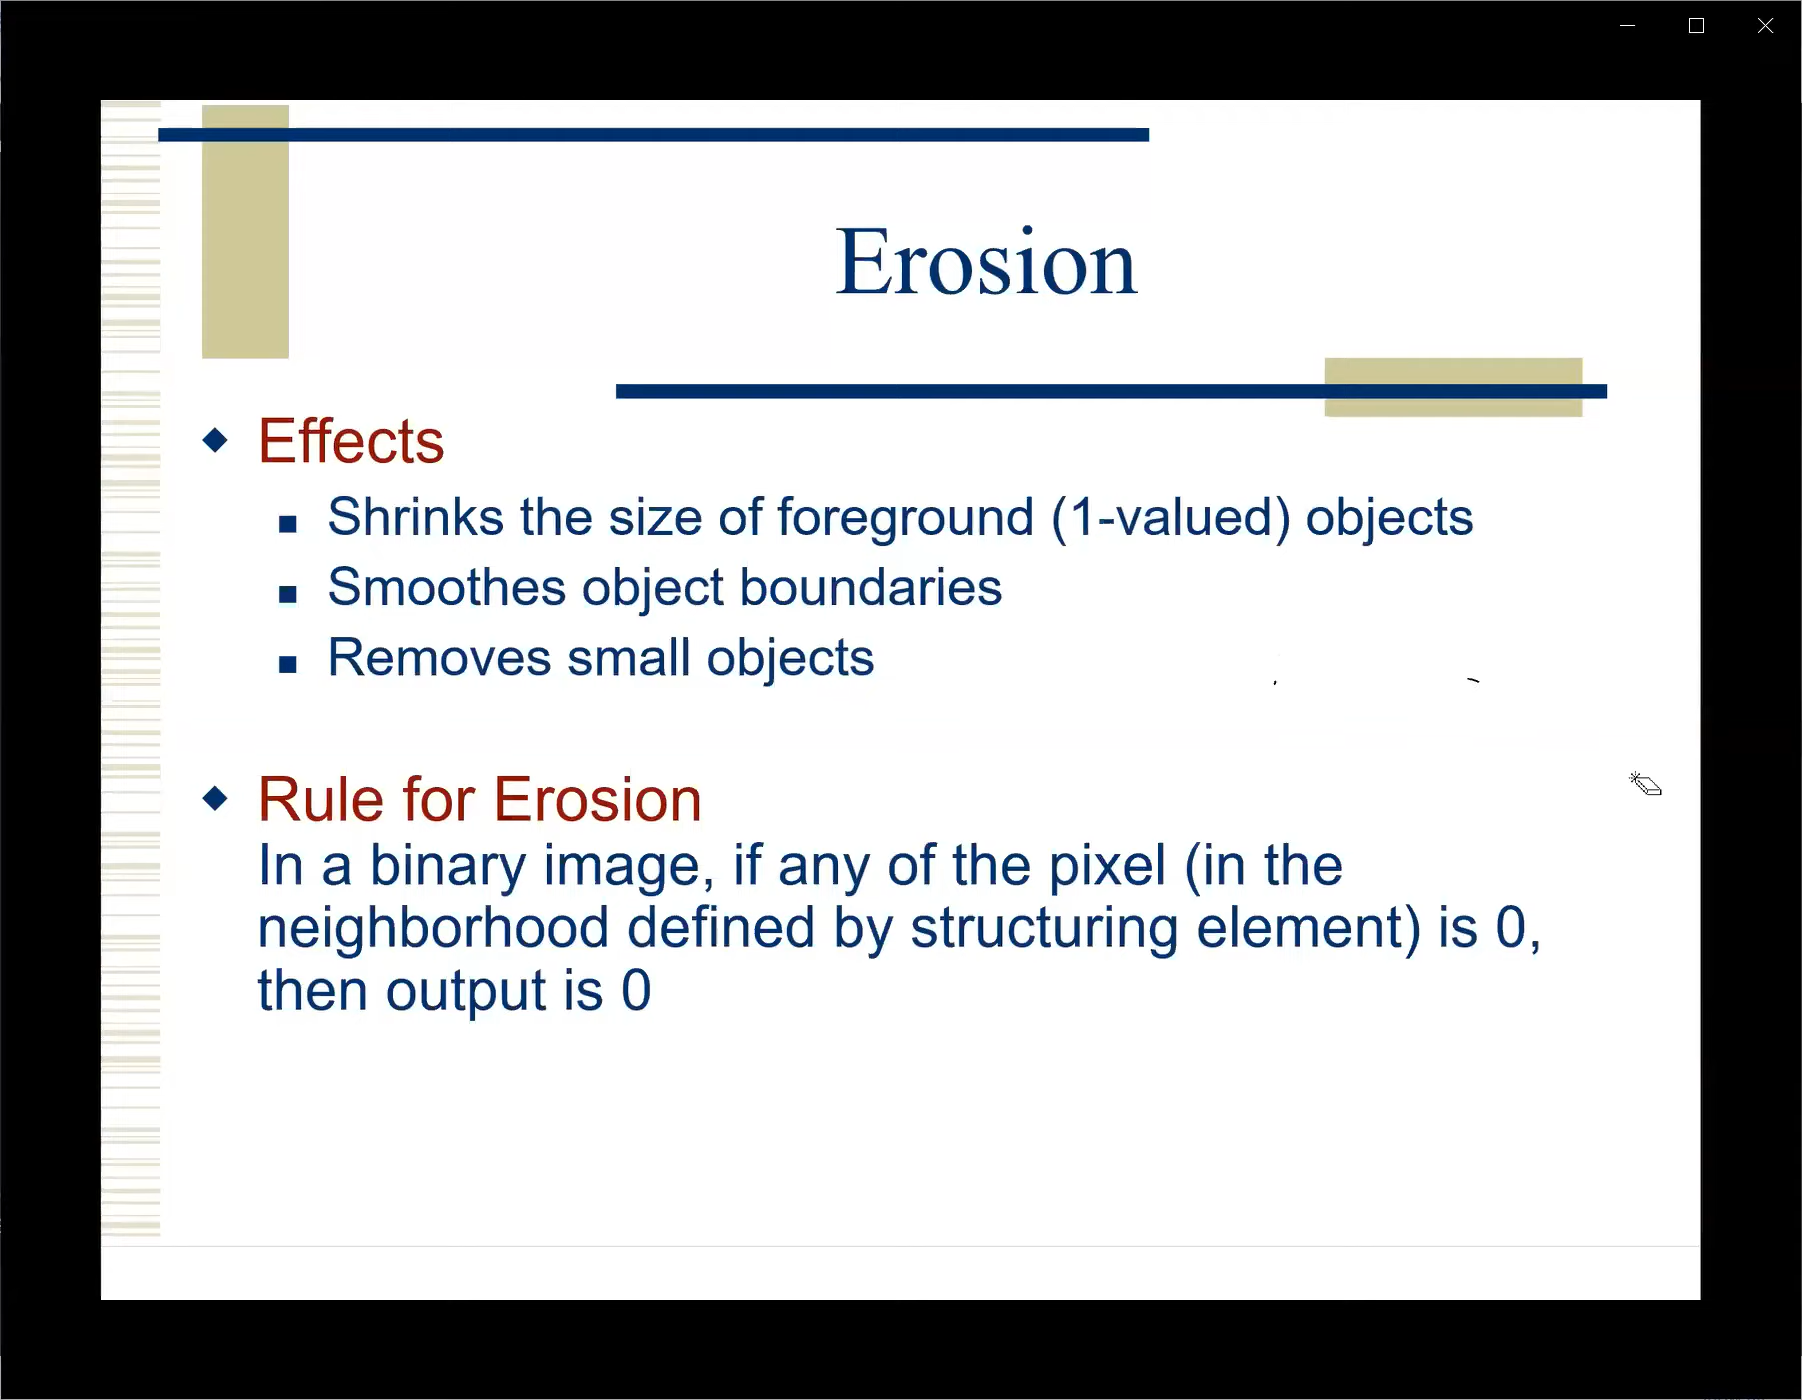 Erosion
Effects
Shrinks the size of foreground (1-valued) objects
Smoothes object boundaries
Removes small objects
Rule for Erosion
In a binary image, if any of the pixel (in the
neighborhood defined by structuring element) is 0,
then output is 0